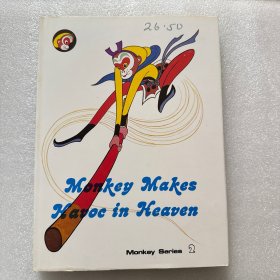 26.50
Monkey Makes
Havoc in Heaven
Monkey Series 2